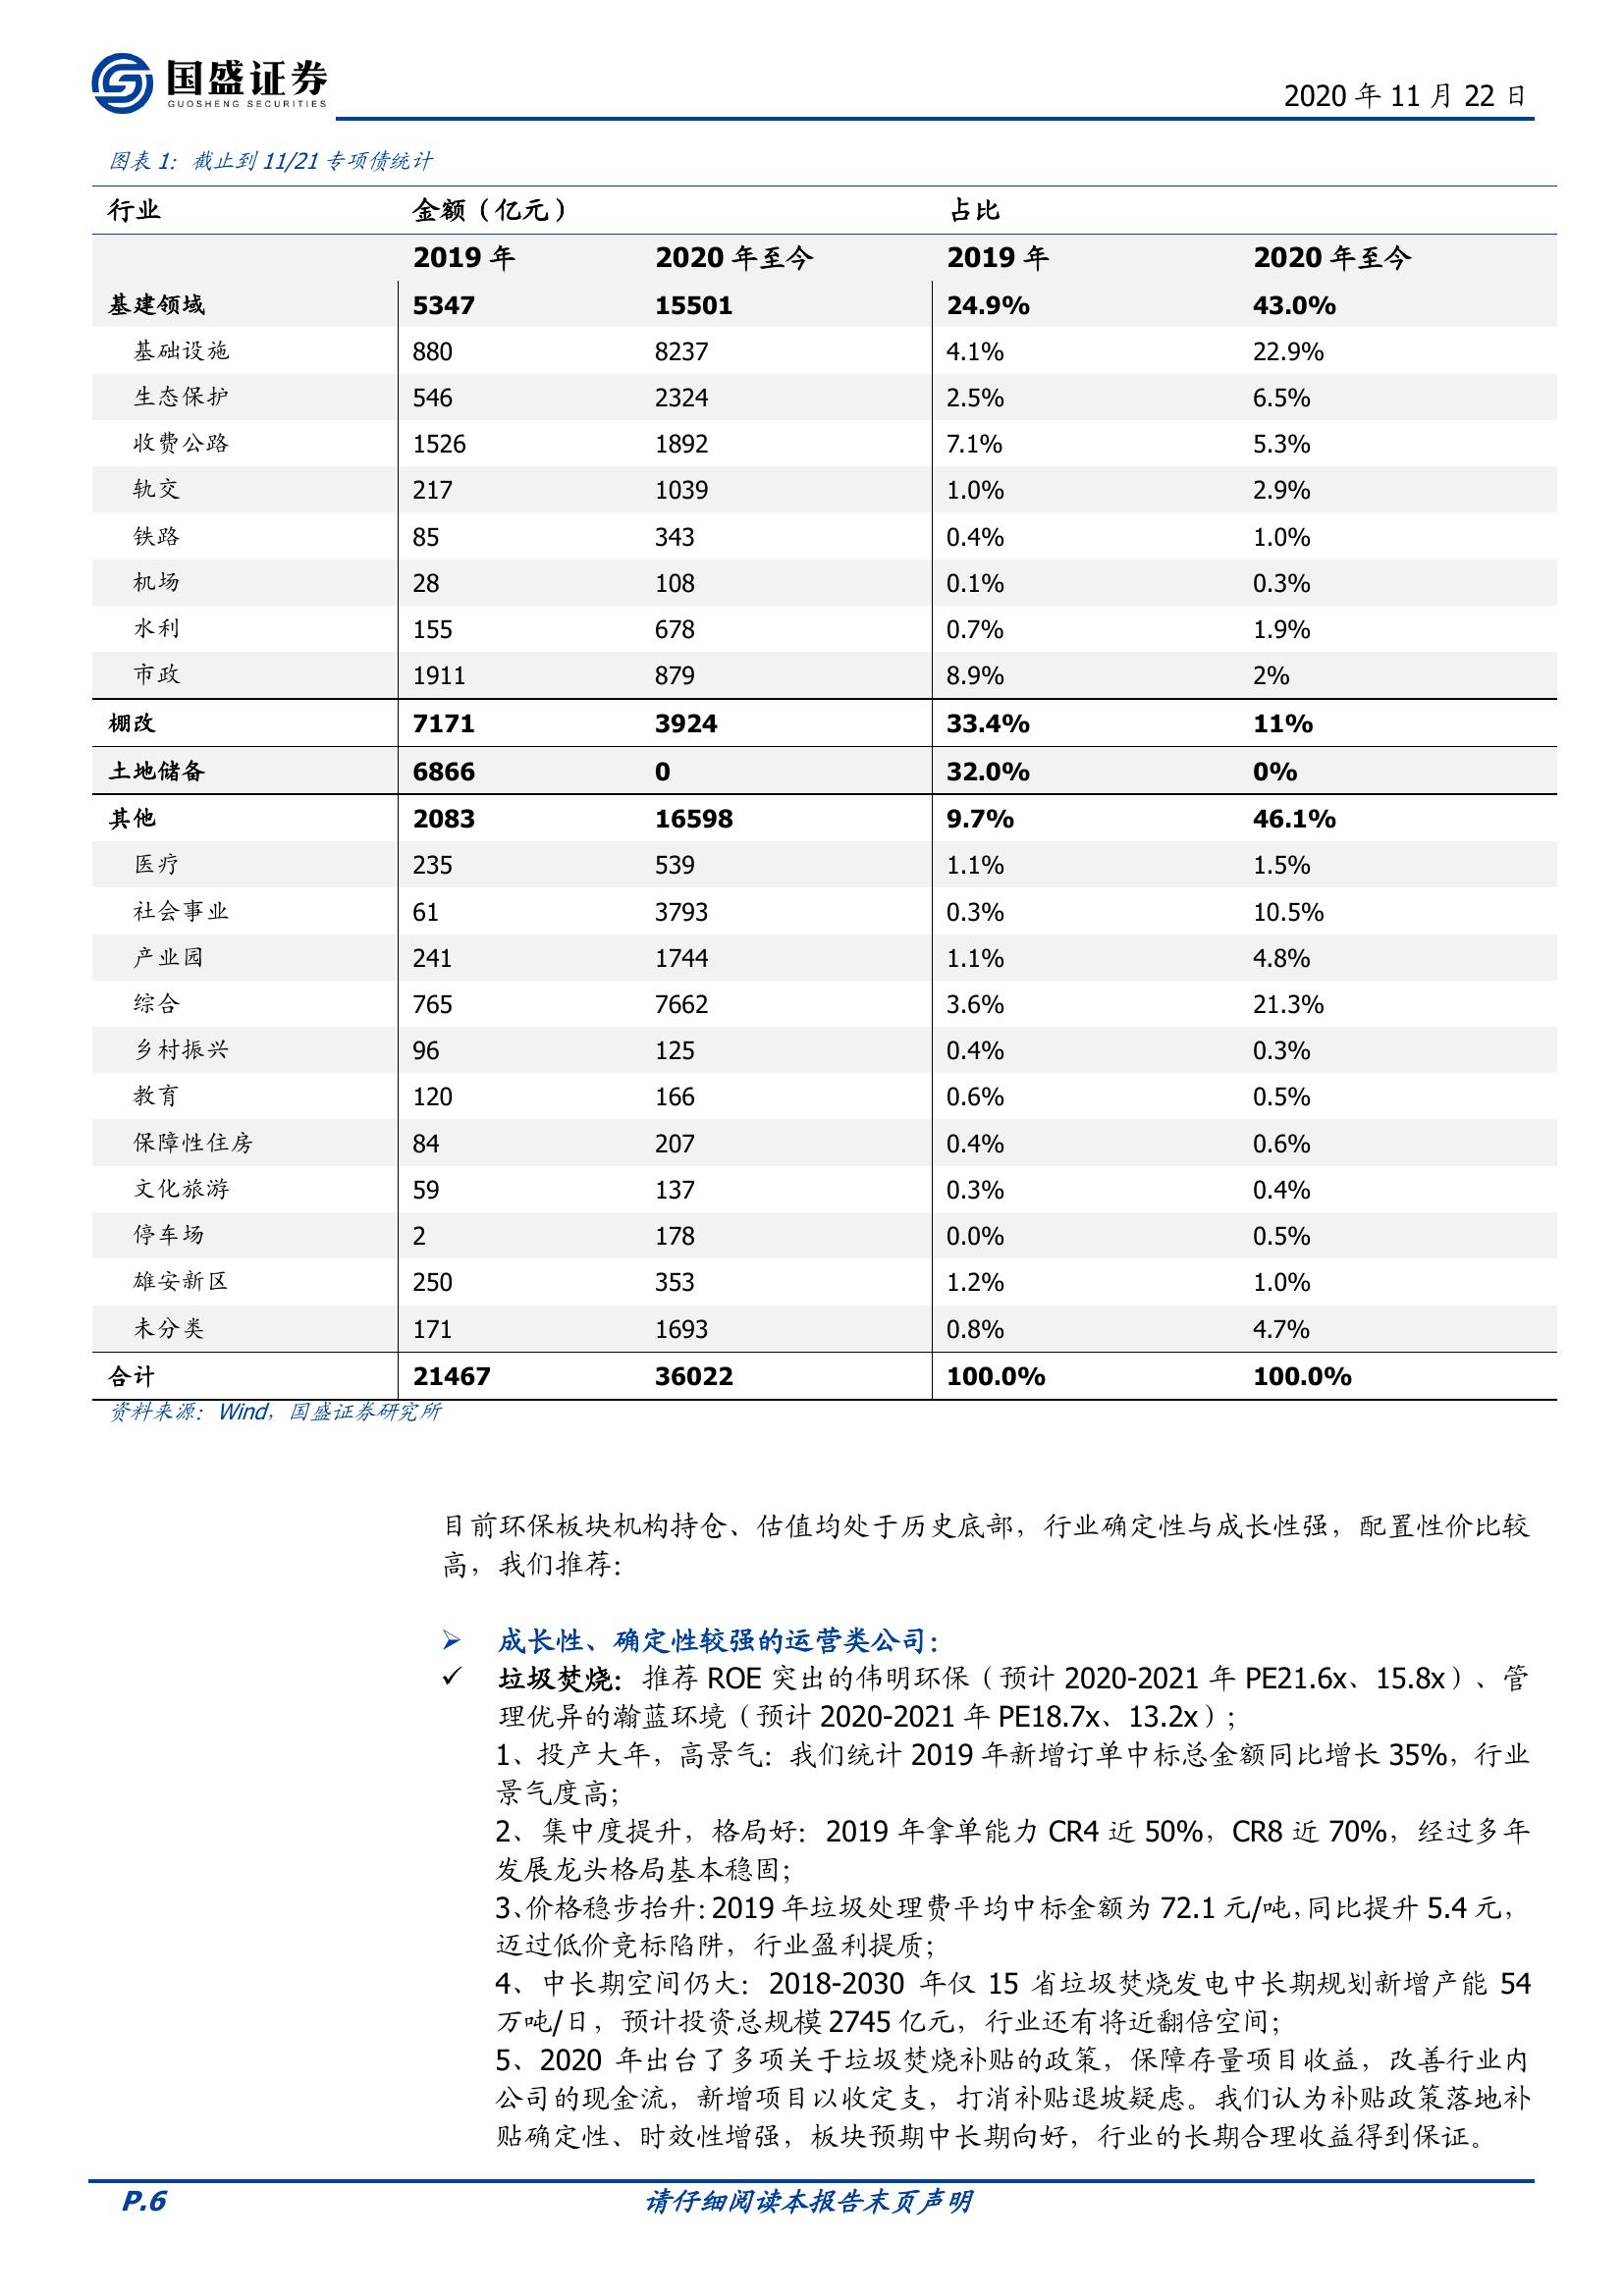 国盛证券
GUOSHENG SECURITIES
2020 年 11 月 22 日
图表 1：截止到 11/21 专项债统计
行业 金额（亿元） 占比
2019 年 2020 年至今 2019 年 2020 年至今
基建领域 5347 15501 24.9% 43.0%
基础设施 880 8237 4.1% 22.9%
生态保护 546 2324 2.5% 6.5%
收费公路 1526 1892 7.1% 5.3%
轨交 217 1039 1.0% 2.9%
铁路 85 343 0.4% 1.0%
机场 28 108 0.1% 0.3%
水利 155 678 0.7% 1.9%
市政 1911 879 8.9% 2%
棚改 7171 3924 33.4% 11%
土地储备 6866 0 32.0% 0%
其他 2083 16598 9.7% 46.1%
医疗 235 539 1.1% 1.5%
社会事业 61 3793 0.3% 10.5%
产业园 241 1744 1.1% 4.8%
综合 765 7662 3.6% 21.3%
乡村振兴 96 125 0.4% 0.3%
教育 120 166 0.6% 0.5%
保障性住房 84 207 0.4% 0.6%
文化旅游 59 137 0.3% 0.4%
停车场 2 178 0.0% 0.5%
雄安新区 250 353 1.2% 1.0%
未分类 171 1693 0.8% 4.7%
合计 21467 36022 100.0% 100.0%
资料来源：Wind，国盛证券研究所
目前环保板块机构持仓、估值均处于历史底部，行业确定性与成长性强，配置性价比较
高，我们推荐：
➢ 成长性、确定性较强的运营类公司：
✓ 垃圾焚烧：推荐 ROE 突出的伟明环保（预计 2020-2021 年 PE21.6x、15.8x）、管
理优异的瀚蓝环境（预计 2020-2021 年 PE18.7x、13.2x）；
1、投产大年，高景气：我们统计 2019 年新增订单中标总金额同比增长 35%，行业
景气度高；
2、集中度提升，格局好：2019 年拿单能力 CR4 近 50%，CR8 近 70%，经过多年
发展龙头格局基本稳固；
3、价格稳步抬升：2019 年垃圾处理费平均中标金额为 72.1 元/吨，同比提升 5.4 元，
迈过低价竞标陷阱，行业盈利提质；
4、中长期空间仍大：2018-2030 年仅 15 省垃圾焚烧发电中长期规划新增产能 54
万吨/日，预计投资总规模 2745 亿元，行业还有将近翻倍空间；
5、2020 年出台了多项关于垃圾焚烧补贴的政策，保障存量项目收益，改善行业内
公司的现金流，新增项目以收定支，打消补贴退坡疑虑。我们认为补贴政策落地补
贴确定性、时效性增强，板块预期中长期向好，行业的长期合理收益得到保证。
P.6 请仔细阅读本报告末页声明